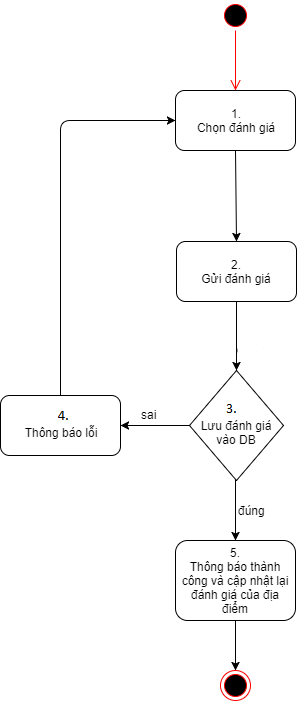 1.
Chọn đánh giá
2.
Gửi đánh giá
3.
Lưu đánh giá
vào DB
sai
4.
Thông báo lỗi
đúng
5.
Thông báo thành
công và cập nhật lại
đánh giá của địa
điểm